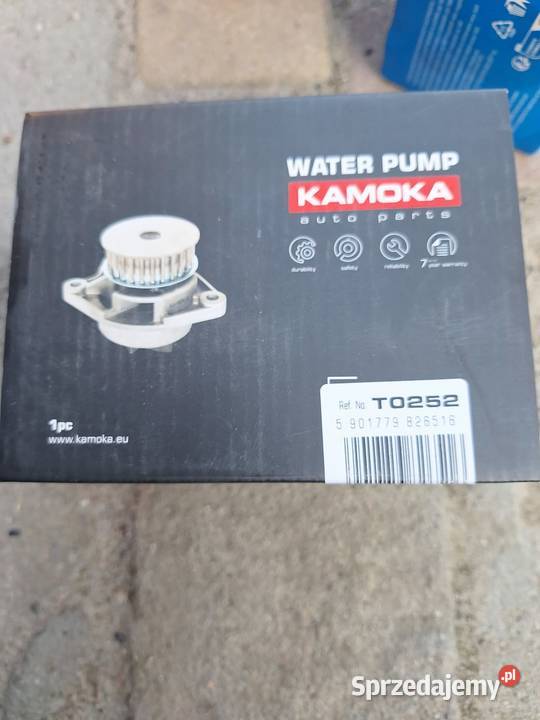 WATER PUMP
KAMOKA
auto parts
durability
safety
reliability
7 year warranty
Ref. No. T0252
5 901779 826516
1pc
www.kamoka.eu
Sprzedajemy.pl